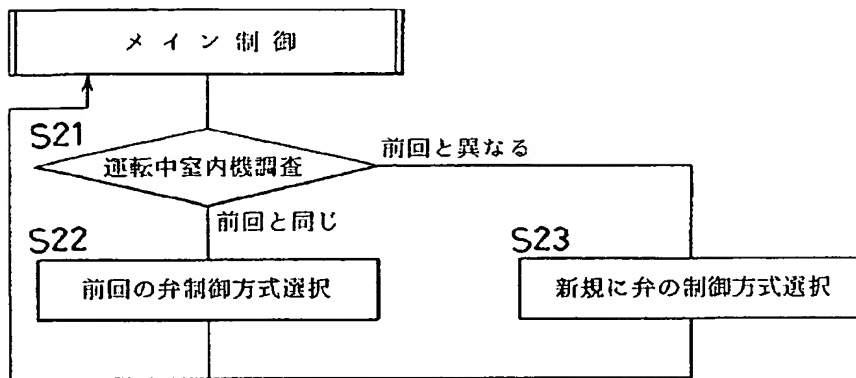 メイン制御
S21
運転中室内機調査
前回と異なる
前回と同じ
S22
前回の弁制御方式選択
S23
新規に弁の制御方式選択